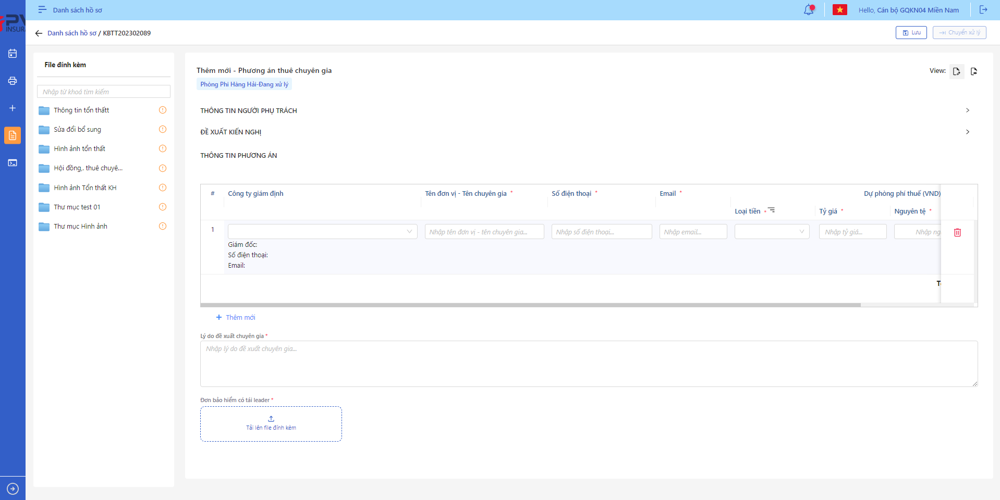 Danh sách hồ sơ
Hello, Cán bộ GQKN04 Miền Nam
Danh sách hồ sơ / KBTT202302089
Lưu
Chuyển xử lý
File đính kèm
Nhập từ khoá tìm kiếm
Thông tin tổn thấtt
Sửa đổi bổ sung
Hình ảnh tổn thất
Hội đồng,. thuê chuyê...
Hình ảnh Tổn thất KH
Thư mục test 01
Thư mục Hình ảnh
Thêm mới - Phương án thuê chuyên gia
Phòng Phi Hàng Hải-Đang xử lý
View:
THÔNG TIN NGƯỜI PHỤ TRÁCH
ĐỀ XUẤT KIẾN NGHỊ
THÔNG TIN PHƯƠNG ÁN
# Công ty giám định Tên đơn vị - Tên chuyên gia * Số điện thoại * Email * Dự phòng phí thuế (VND)
Loại tiền * Tỷ giá * Nguyên tệ *
1 Nhập tên đơn vị - tên chuyên gia... Nhập số điện thoại... Nhập email... Nhập tỷ giá... Nhập
Giám đốc:
Số điện thoại:
Email:
Thêm mới
Lý do đề xuất chuyên gia *
Nhập lý do đề xuất chuyên gia...
Đơn bảo hiểm có tái leader *
Tải lên file đính kèm